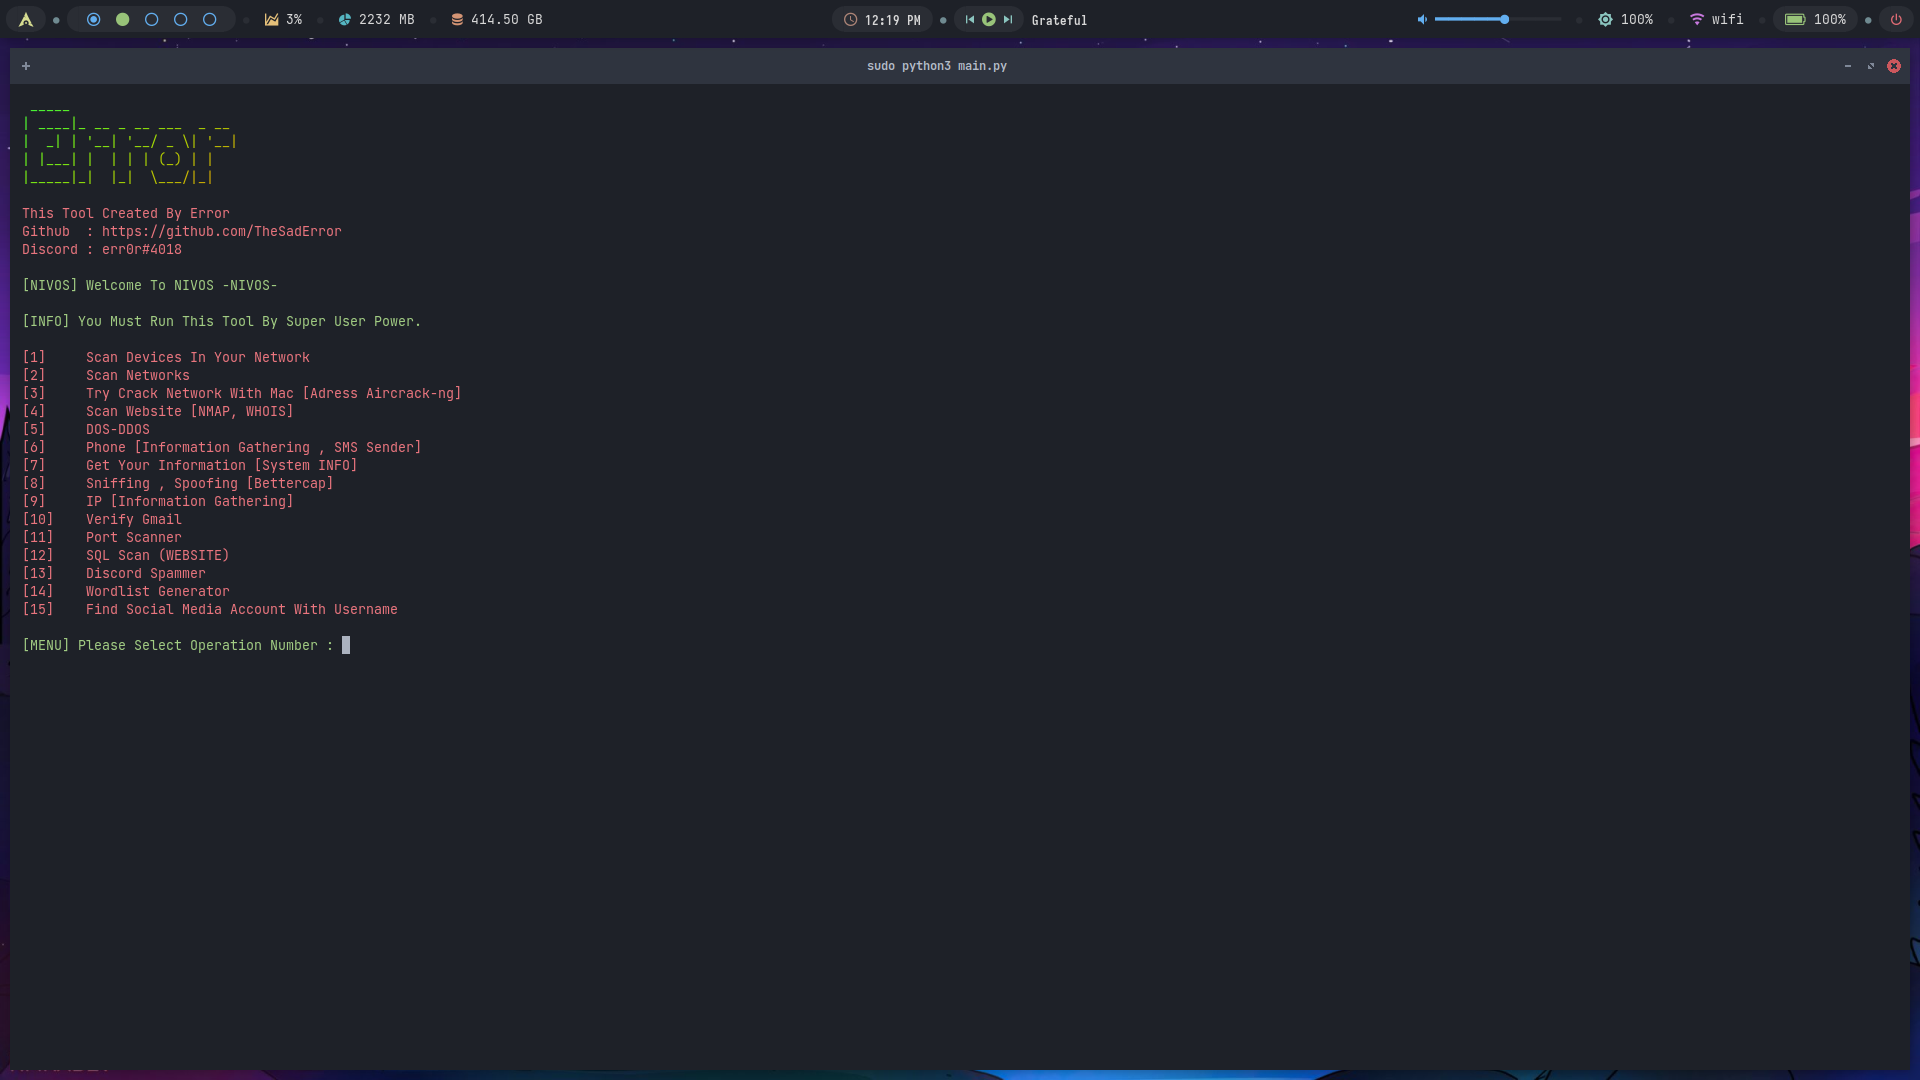 3% 2232 MB 414.50 GB 12:19 PM Grateful 100% wifi 100%
+ sudo python3 main.py
 _____
| ____|_ __ _ __ ___  _ __
|  _| | '__| '__/ _ \| '__|
| |___| |  | | | (_) | |
|_____|_|  |_|  \___/|_|
This Tool Created By Error
Github  : https://github.com/TheSadError
Discord : err0r#4018
[NIVOS] Welcome To NIVOS -NIVOS-
[INFO] You Must Run This Tool By Super User Power.
[1]     Scan Devices In Your Network
[2]     Scan Networks
[3]     Try Crack Network With Mac [Adress Aircrack-ng]
[4]     Scan Website [NMAP, WHOIS]
[5]     DOS-DDOS
[6]     Phone [Information Gathering , SMS Sender]
[7]     Get Your Information [System INFO]
[8]     Sniffing , Spoofing [Bettercap]
[9]     IP [Information Gathering]
[10]    Verify Gmail
[11]    Port Scanner
[12]    SQL Scan (WEBSITE)
[13]    Discord Spammer
[14]    Wordlist Generator
[15]    Find Social Media Account With Username
[MENU] Please Select Operation Number :